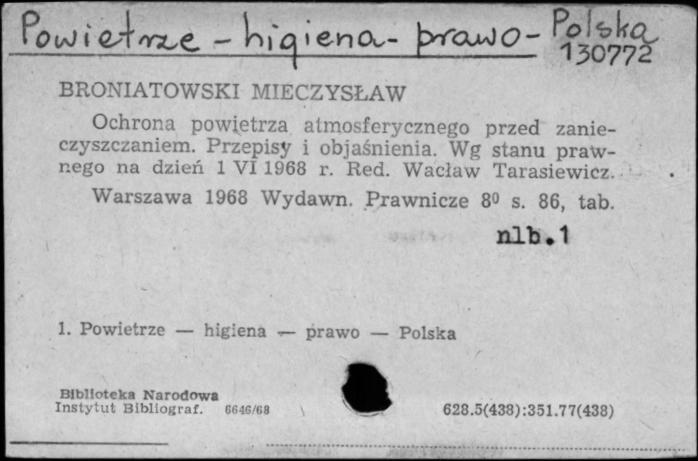 Powietrze - higiena - prawo - Polska
130772
BRONIATOWSKI MIECZYSŁAW
Ochrona powietrza atmosferycznego przed zanie-
czyszczaniem. Przepisy i objaśnienia. Wg stanu praw-
nego na dzień 1 VI 1968 r. Red. Wacław Tarasiewicz.
Warszawa 1968 Wydawn. Prawnicze 8⁰ s. 86, tab.
nlb.1
1. Powietrze — higiena — prawo — Polska
Biblioteka Narodowa
Instytut Bibliograf. 6646/68
628.5(438):351.77(438)